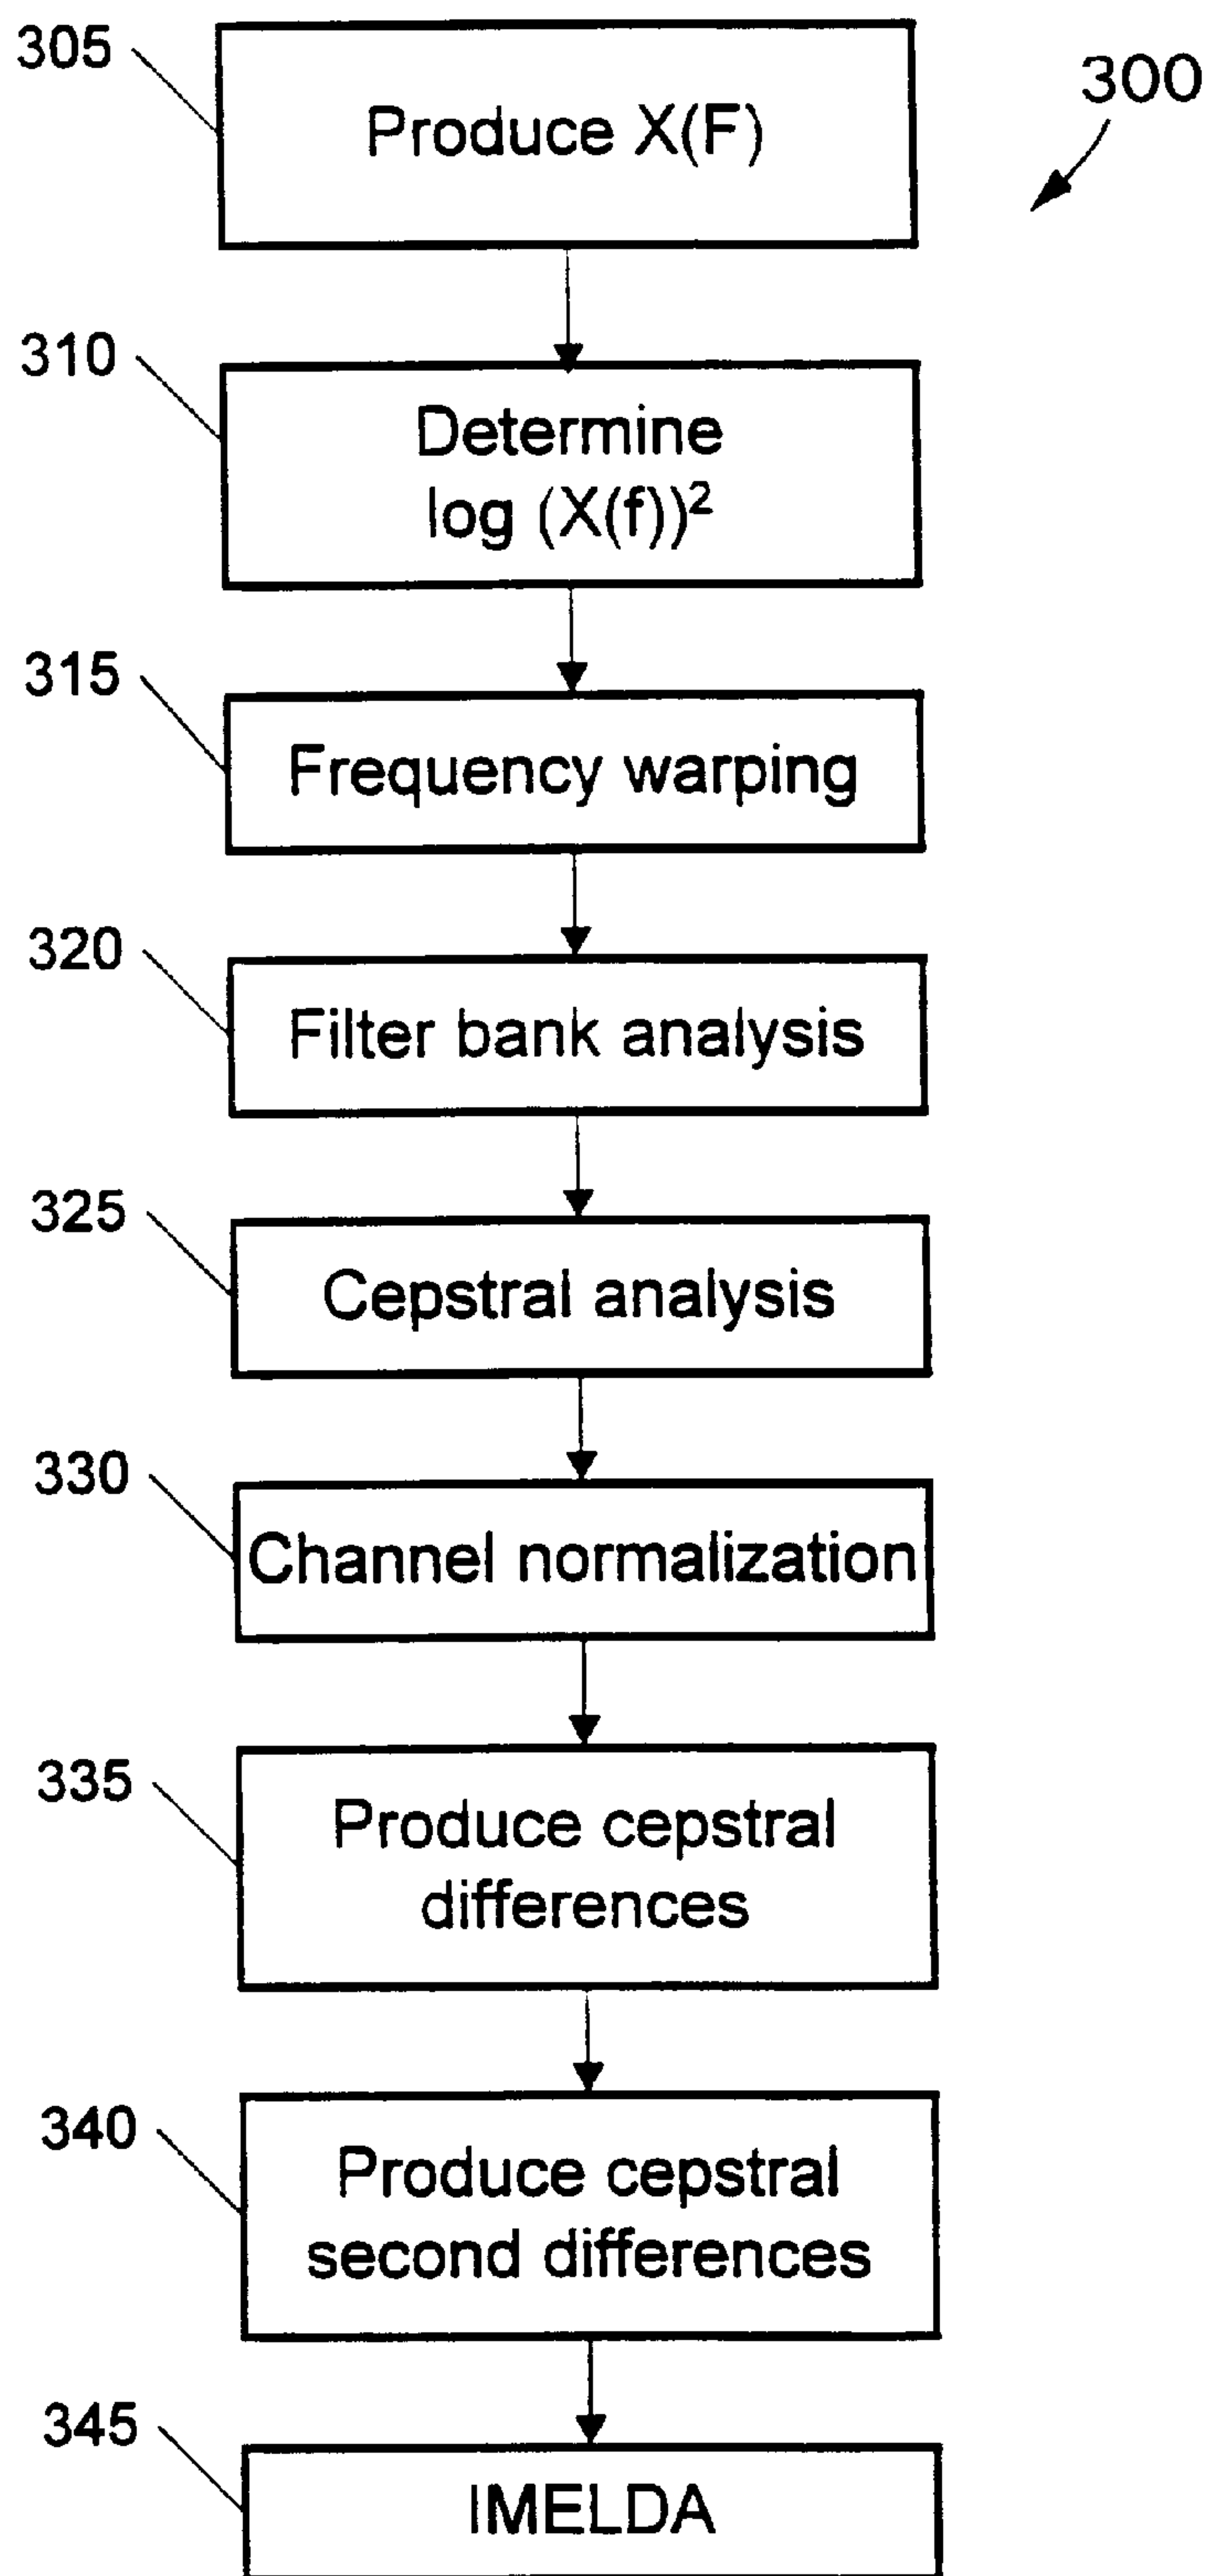 305
Produce X(F)
300
310
Determine
log (X(f))²
315
Frequency warping
320
Filter bank analysis
325
Cepstral analysis
330
Channel normalization
335
Produce cepstral
differences
340
Produce cepstral
second differences
345
IMELDA